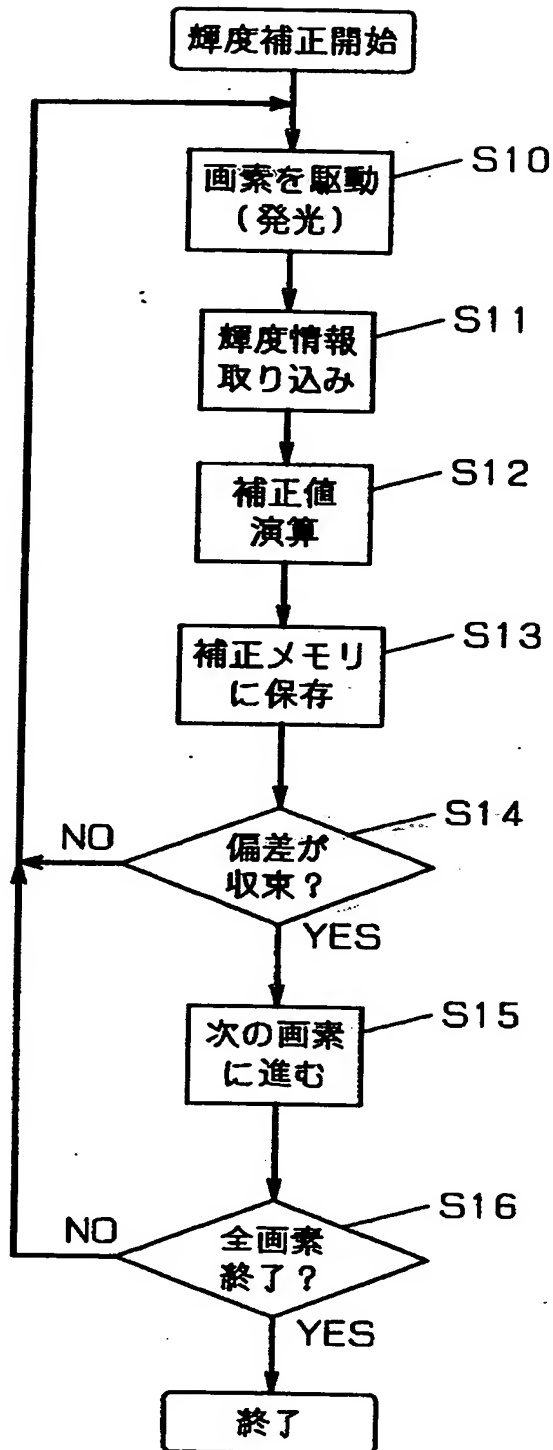 輝度補正開始
画素を駆動
(発光)
S10
輝度情報
取り込み
S11
補正値
演算
S12
補正メモリ
に保存
S13
偏差が
収束?
S14
NO
YES
次の画素
に進む
S15
全画素
終了?
S16
NO
YES
終了